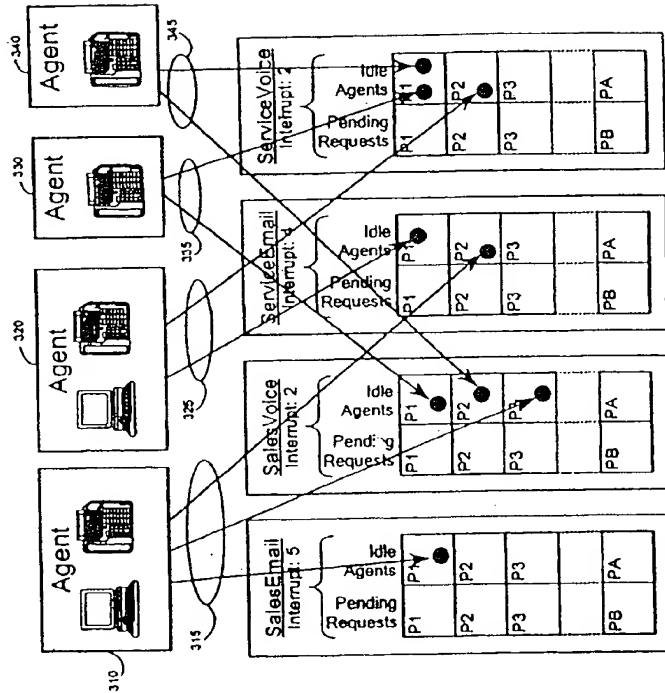 310
Agent
320
Agent
330
Agent
340
Agent
315
325
335
345
SalesEmail
Interrupt: 5
Pending Requests
Idle Agents
P1
P1
P2
P2
P3
P3
PB
PA
SalesVoice
Interrupt: 2
Pending Requests
Idle Agents
P1
P1
P2
P2
P3
P3
PB
PA
ServiceEmail
Interrupt: 4
Pending Requests
Idle Agents
P1
P1
P2
P2
P3
P3
PB
PA
ServiceVoice
Interrupt: 2
Pending Requests
Idle Agents
P1
P1
P2
P2
P3
P3
PB
PA